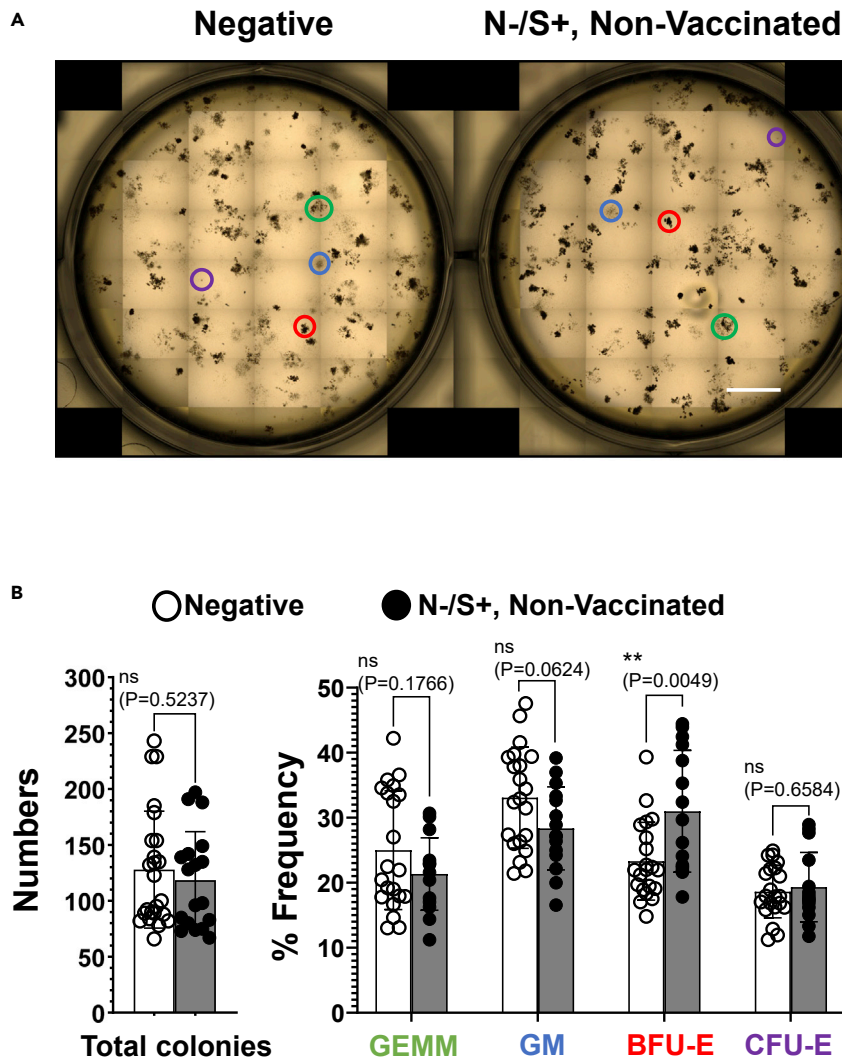 A
Negative
N-/S+, Non-Vaccinated
B
Negative
N-/S+, Non-Vaccinated
ns
(P=0.5237)
300
250
200
150
100
50
0
Numbers
Total colonies
ns
(P=0.1766)
ns
(P=0.0624)
**
(P=0.0049)
ns
(P=0.6584)
50
40
30
20
10
0
% Frequency
GEMM
GM
BFU-E
CFU-E